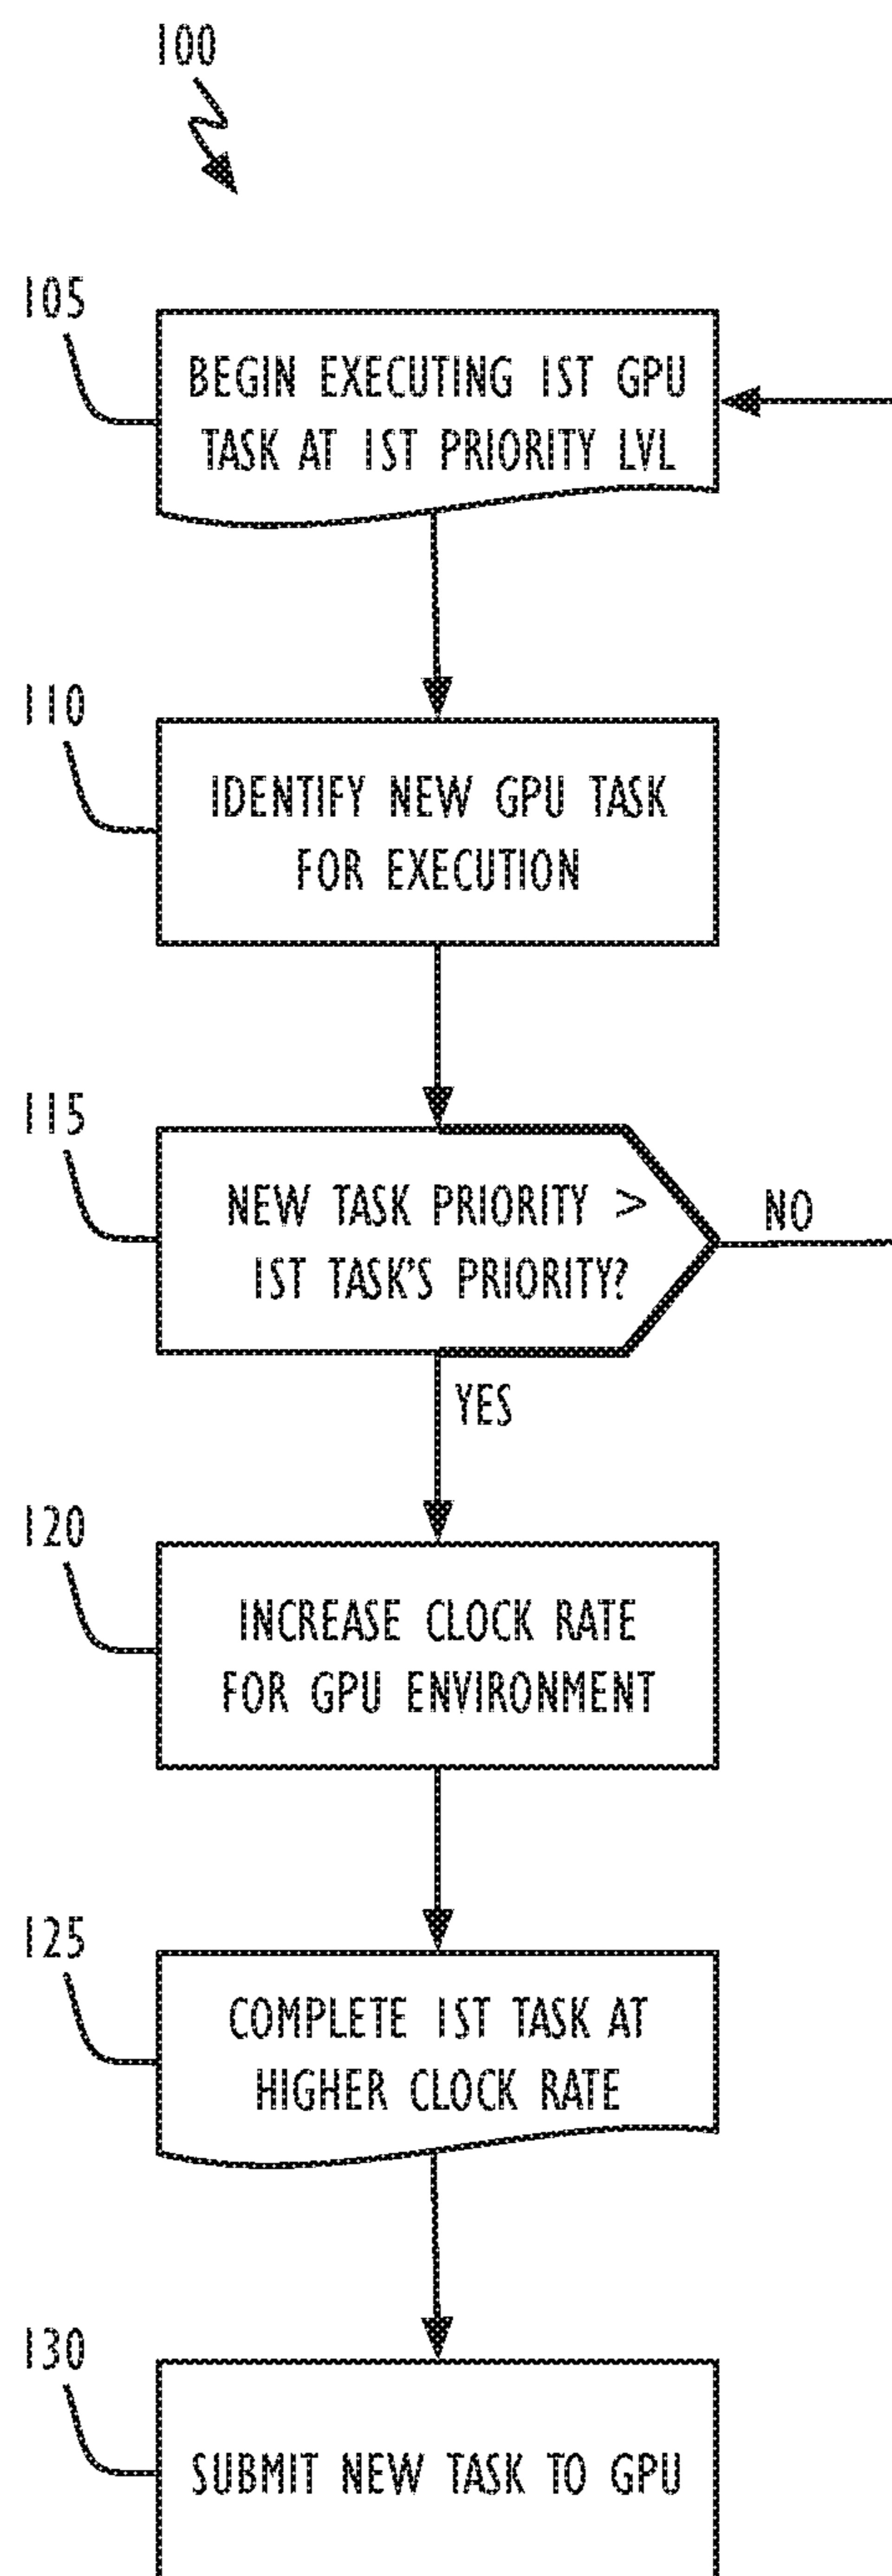 100
105
BEGIN EXECUTING 1ST GPU
TASK AT 1ST PRIORITY LVL
110
IDENTIFY NEW GPU TASK
FOR EXECUTION
115
NEW TASK PRIORITY >
1ST TASK'S PRIORITY?
NO
YES
120
INCREASE CLOCK RATE
FOR GPU ENVIRONMENT
125
COMPLETE 1ST TASK AT
HIGHER CLOCK RATE
130
SUBMIT NEW TASK TO GPU